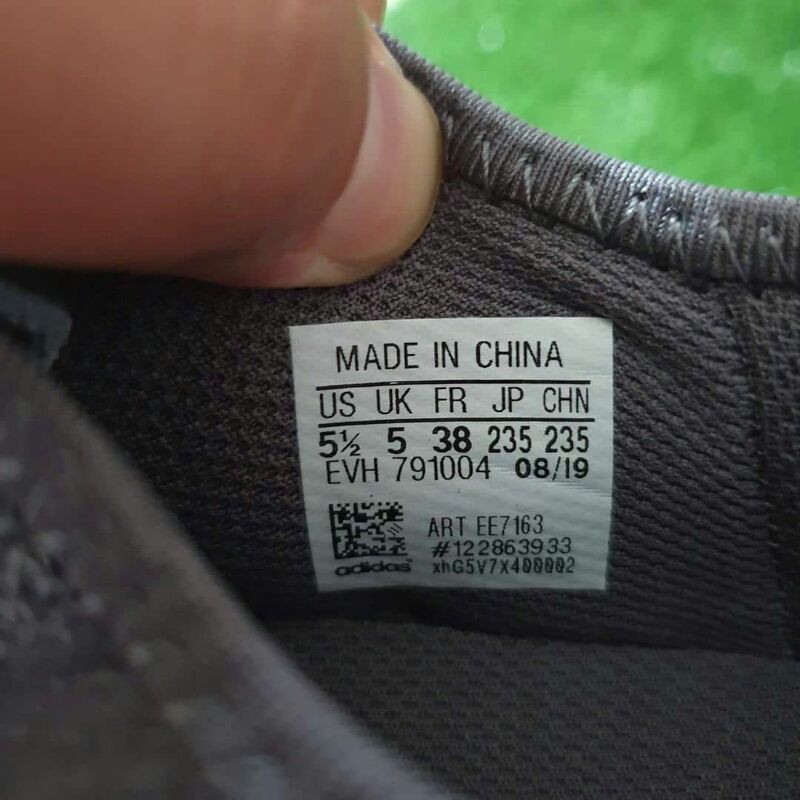 MADE IN CHINA
US UK FR JP CHN
5½ 5 38 235 235
EVH 791004 08/19
ART EE7163
#122863933
adidas xhG5V7X400002